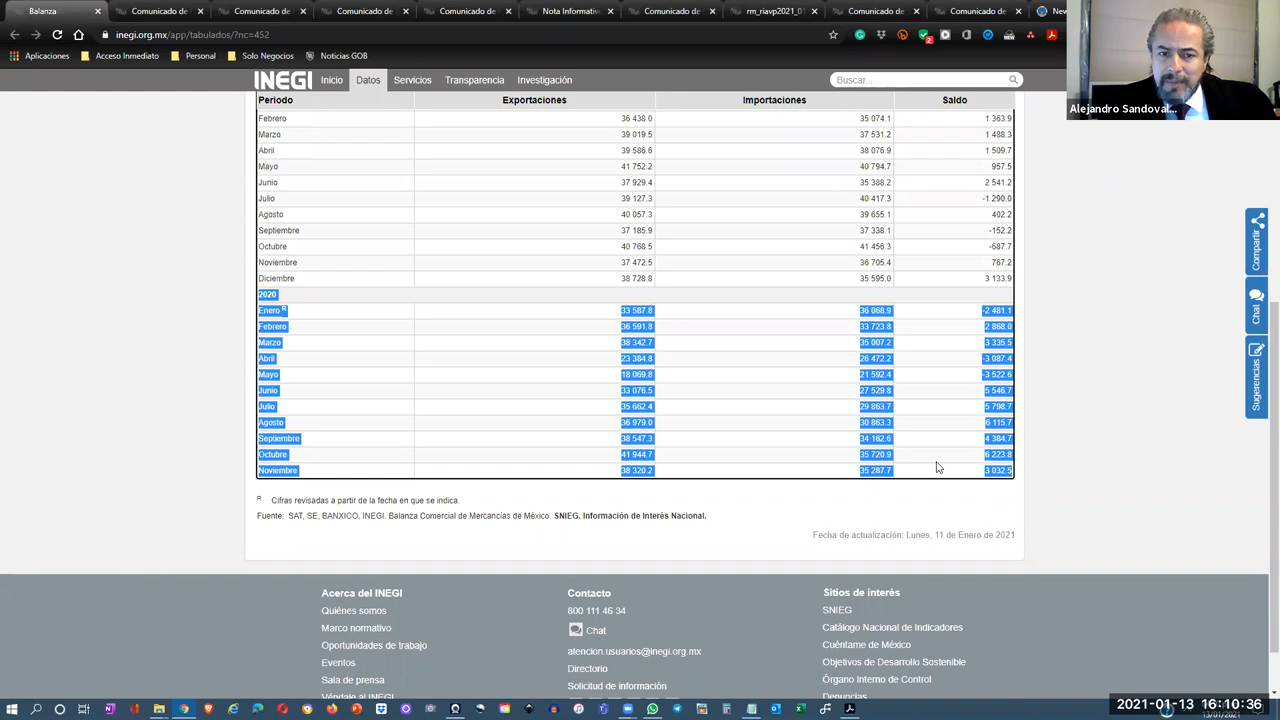 Balanza
Comunicado de
Comunicado de
Comunicado de
Comunicado de
Nota Informativ
Comunicado de
rm_riavp2021_0
Comunicado de
Comunicado de
New
inegi.org.mx/app/tabulados/?nc=452
Aplicaciones
Acceso Inmediato
Personal
Solo Negocios
Noticias GOB
INEGI Inicio Datos Servicios Transparencia Investigación Buscar...
Alejandro Sandoval...
Periodo Exportaciones Importaciones Saldo
Febrero 36 438.0 35 074.1 1 363.9
Marzo 39 019.5 37 531.2 1 488.3
Abril 39 586.6 38 076.9 1 509.7
Mayo 41 752.2 40 794.7 957.5
Junio 37 929.4 35 388.2 2 541.2
Julio 39 127.3 40 417.3 -1 290.0
Agosto 40 057.3 39 655.1 402.2
Septiembre 37 185.9 37 338.1 -152.2
Octubre 40 768.5 41 456.3 -687.7
Noviembre 37 472.5 36 705.4 767.2
Diciembre 38 728.8 35 595.0 3 133.9
2020
Enero R 33 587.8 36 068.9 -2 481.1
Febrero 36 591.8 33 723.8 2 868.0
Marzo 38 342.7 35 007.2 3 335.5
Abril 23 384.8 26 472.2 -3 087.4
Mayo 18 069.8 21 592.4 -3 522.6
Junio 33 076.5 27 529.8 5 546.7
Julio 35 662.4 29 863.7 5 798.7
Agosto 36 979.0 30 863.3 6 115.7
Septiembre 38 547.3 34 162.6 4 384.7
Octubre 41 944.7 35 720.9 6 223.8
Noviembre 38 320.2 35 287.7 3 032.5
R Cifras revisadas a partir de la fecha en que se indica.
Fuente: SAT, SE, BANXICO, INEGI. Balanza Comercial de Mercancías de México. SNIEG. Información de Interés Nacional.
Fecha de actualización: Lunes, 11 de Enero de 2021
Compartir
Chat
Sugerencias
Acerca del INEGI
Quiénes somos
Marco normativo
Oportunidades de trabajo
Eventos
Sala de prensa
Véndale al INEGI
Contacto
800 111 46 34
Chat
atencion.usuarios@inegi.org.mx
Directorio
Solicitud de información
Sitios de interés
SNIEG
Catálogo Nacional de Indicadores
Cuéntame de México
Objetivos de Desarrollo Sostenible
Órgano Interno de Control
Denuncias
2021-01-13 16:10:36
13/01/2021